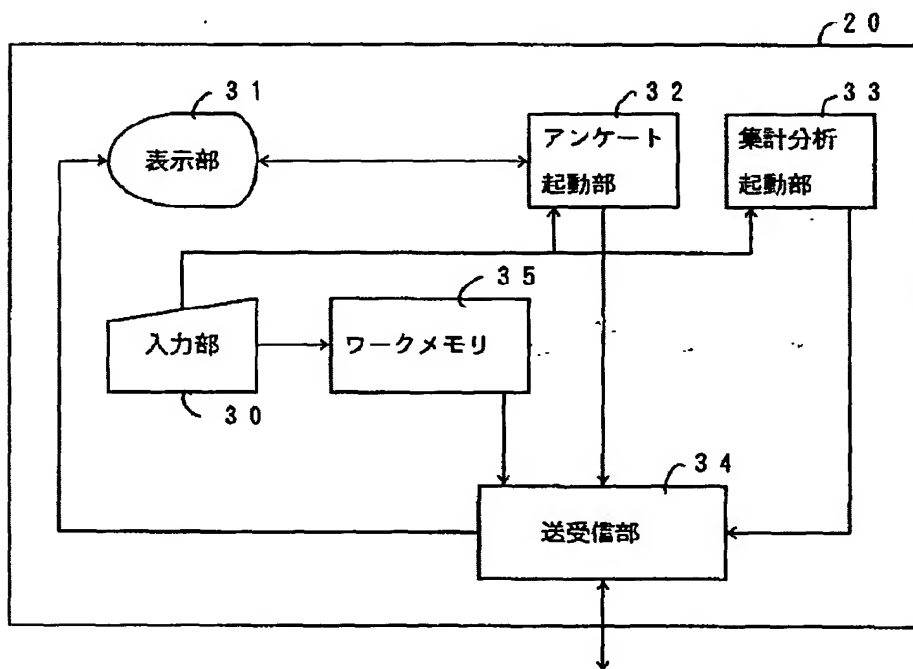 20
31
表示部
32
アンケート
起動部
33
集計分析
起動部
35
ワークメモリ
入力部
30
34
送受信部